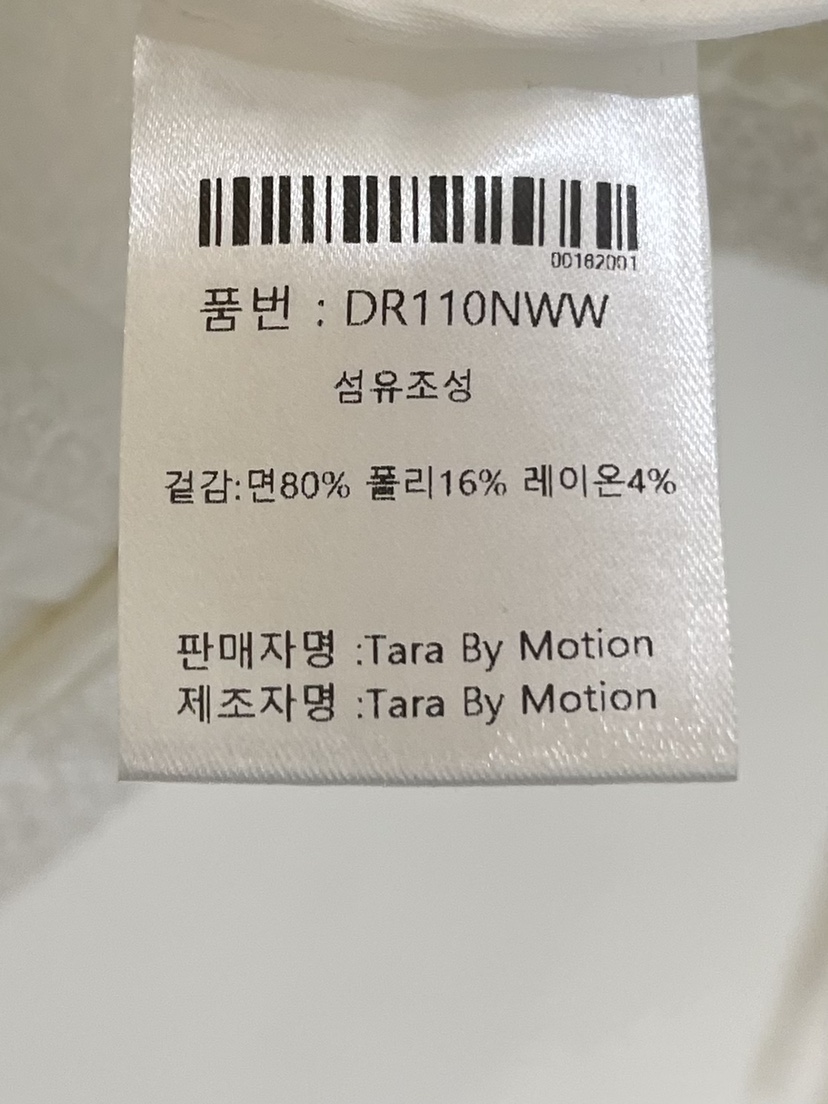 00162001
품번 : DR110NWW
섬유조성
겉감:면80% 폴리16% 레이온4%
판매자명 :Tara By Motion
제조자명 :Tara By Motion